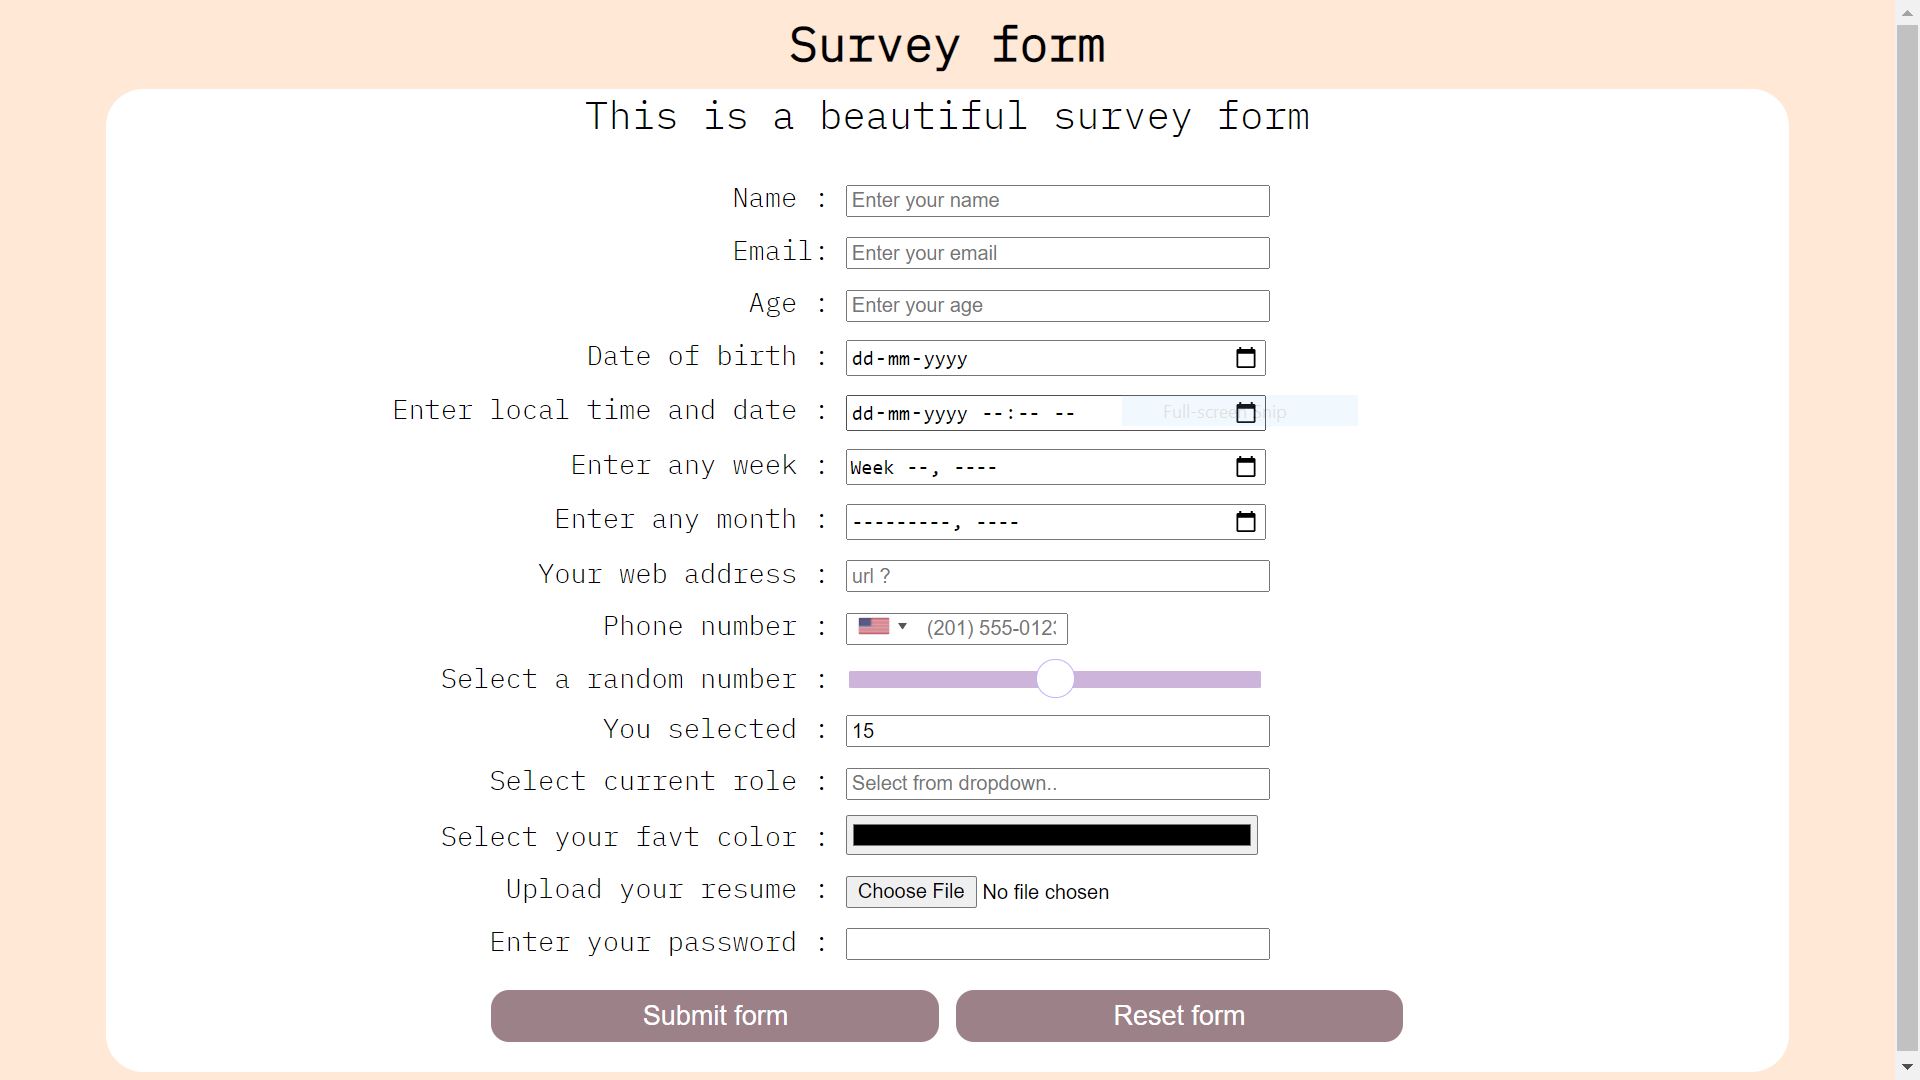 Survey form
This is a beautiful survey form
Name : Enter your name
Email: Enter your email
Age : Enter your age
Date of birth : dd-mm-yyyy
Enter local time and date : dd-mm-yyyy --:-- -- Full-screen Snip
Enter any week : Week --, ----
Enter any month : ---------, ----
Your web address : url ?
Phone number : (201) 555-0123
Select a random number :
You selected : 15
Select current role : Select from dropdown..
Select your favt color :
Upload your resume : Choose File No file chosen
Enter your password :
Submit form Reset form